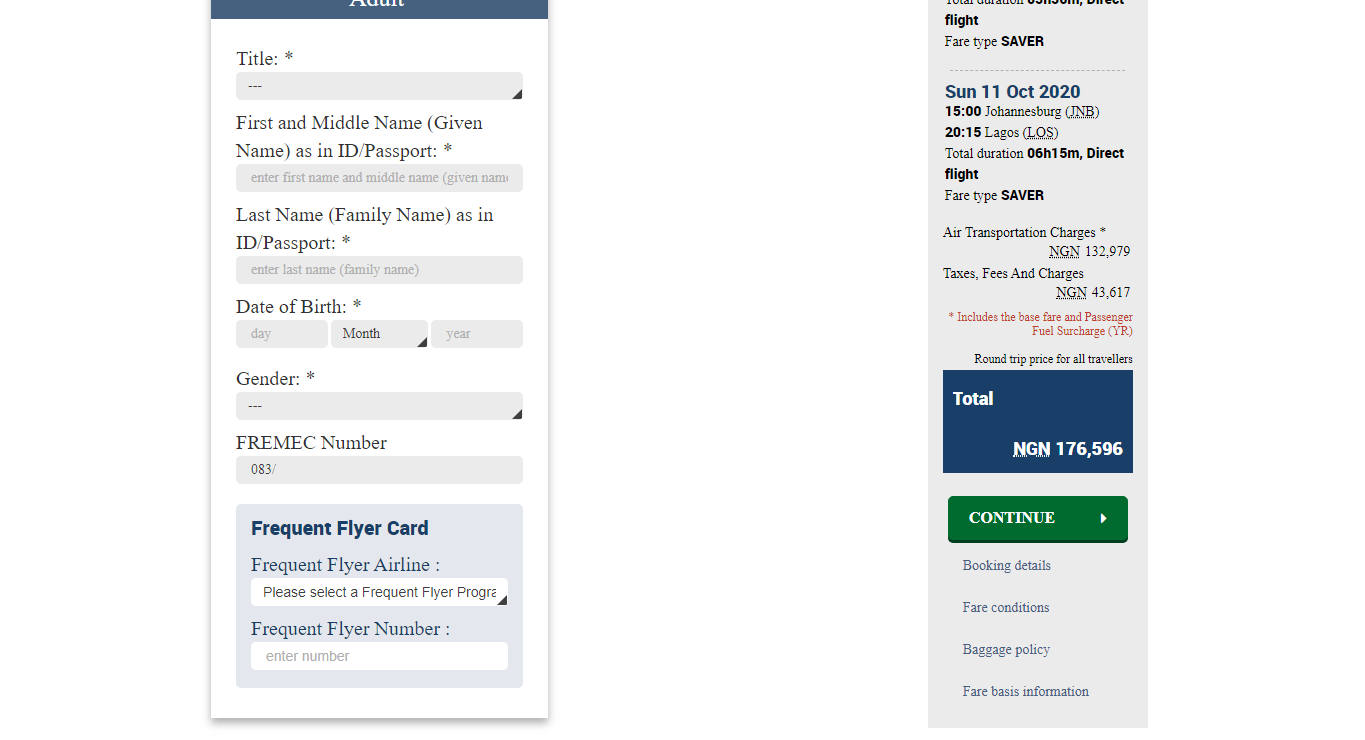 Adult
Title: *
---
First and Middle Name (Given
Name) as in ID/Passport: *
enter first name and middle name (given name
Last Name (Family Name) as in
ID/Passport: *
enter last name (family name)
Date of Birth: *
day Month year
Gender: *
---
FREMEC Number
083/
Frequent Flyer Card
Frequent Flyer Airline :
Please select a Frequent Flyer Progra
Frequent Flyer Number :
enter number
Total duration 05h50m, Direct
flight
Fare type SAVER
Sun 11 Oct 2020
15:00 Johannesburg (JNB)
20:15 Lagos (LOS)
Total duration 06h15m, Direct
flight
Fare type SAVER
Air Transportation Charges *
NGN 132,979
Taxes, Fees And Charges
NGN 43,617
* Includes the base fare and Passenger
Fuel Surcharge (YR)
Round trip price for all travellers
Total
NGN 176,596
CONTINUE
Booking details
Fare conditions
Baggage policy
Fare basis information